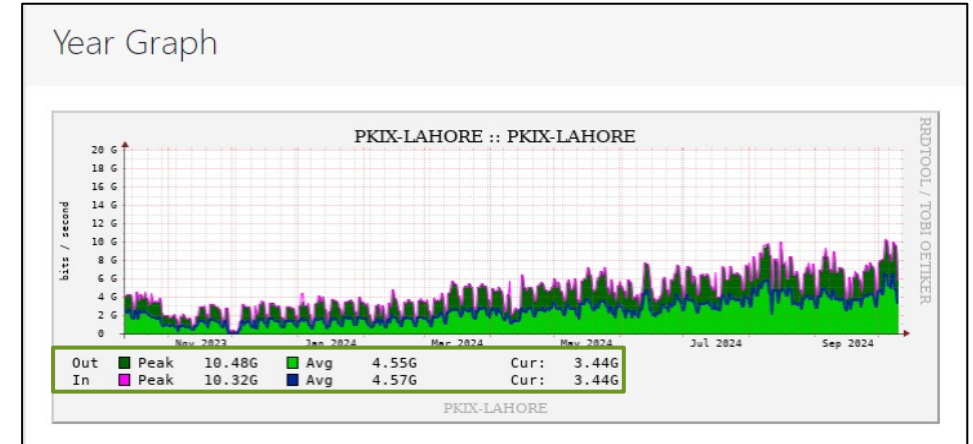 Year Graph
PKIX-LAHORE :: PKIX-LAHORE
RRDTOOL / TOBI OETIKER
bits / second
20 G
18 G
16 G
14 G
12 G
10 G
8 G
6 G
4 G
2 G
0
Nov 2023 Jan 2024 Mar 2024 May 2024 Jul 2024 Sep 2024
Out Peak 10.48G Avg 4.55G Cur: 3.44G
In Peak 10.32G Avg 4.57G Cur: 3.44G
PKIX-LAHORE